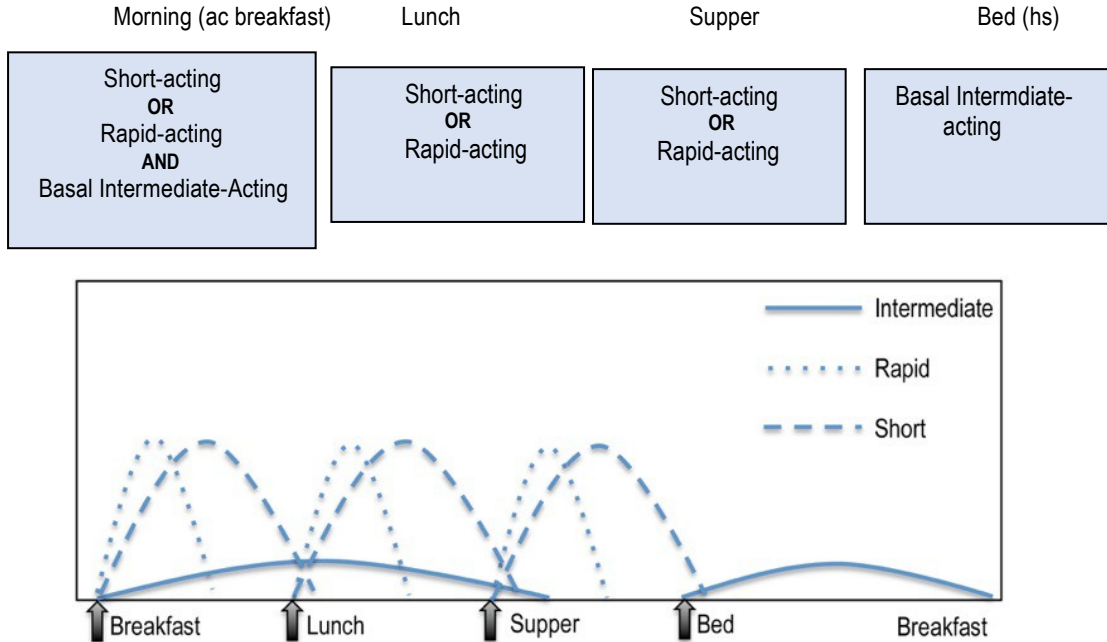 Morning (ac breakfast) Lunch Supper Bed (hs)
Short-acting
OR
Rapid-acting
AND
Basal Intermediate-Acting
Short-acting
OR
Rapid-acting
Short-acting
OR
Rapid-acting
Basal Intermdiate-
acting
Intermediate
Rapid
Short
Breakfast Lunch Supper Bed Breakfast